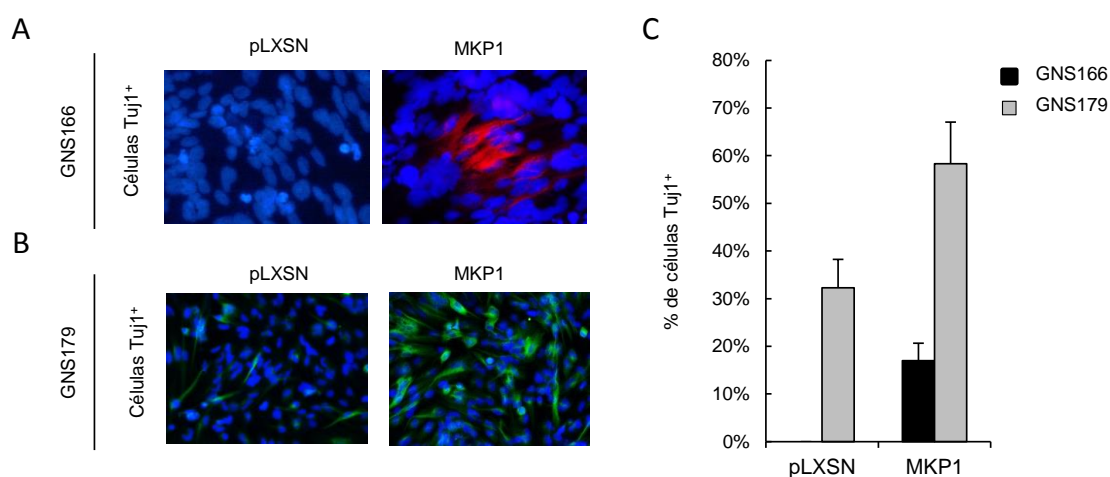 A
pLXSN
MKP1
GNS166
Células Tuj1+
B
pLXSN
MKP1
GNS179
Células Tuj1+
C
80%
70%
60%
50%
40%
30%
20%
10%
0%
% de células Tuj1+
pLXSN
MKP1
GNS166
GNS179